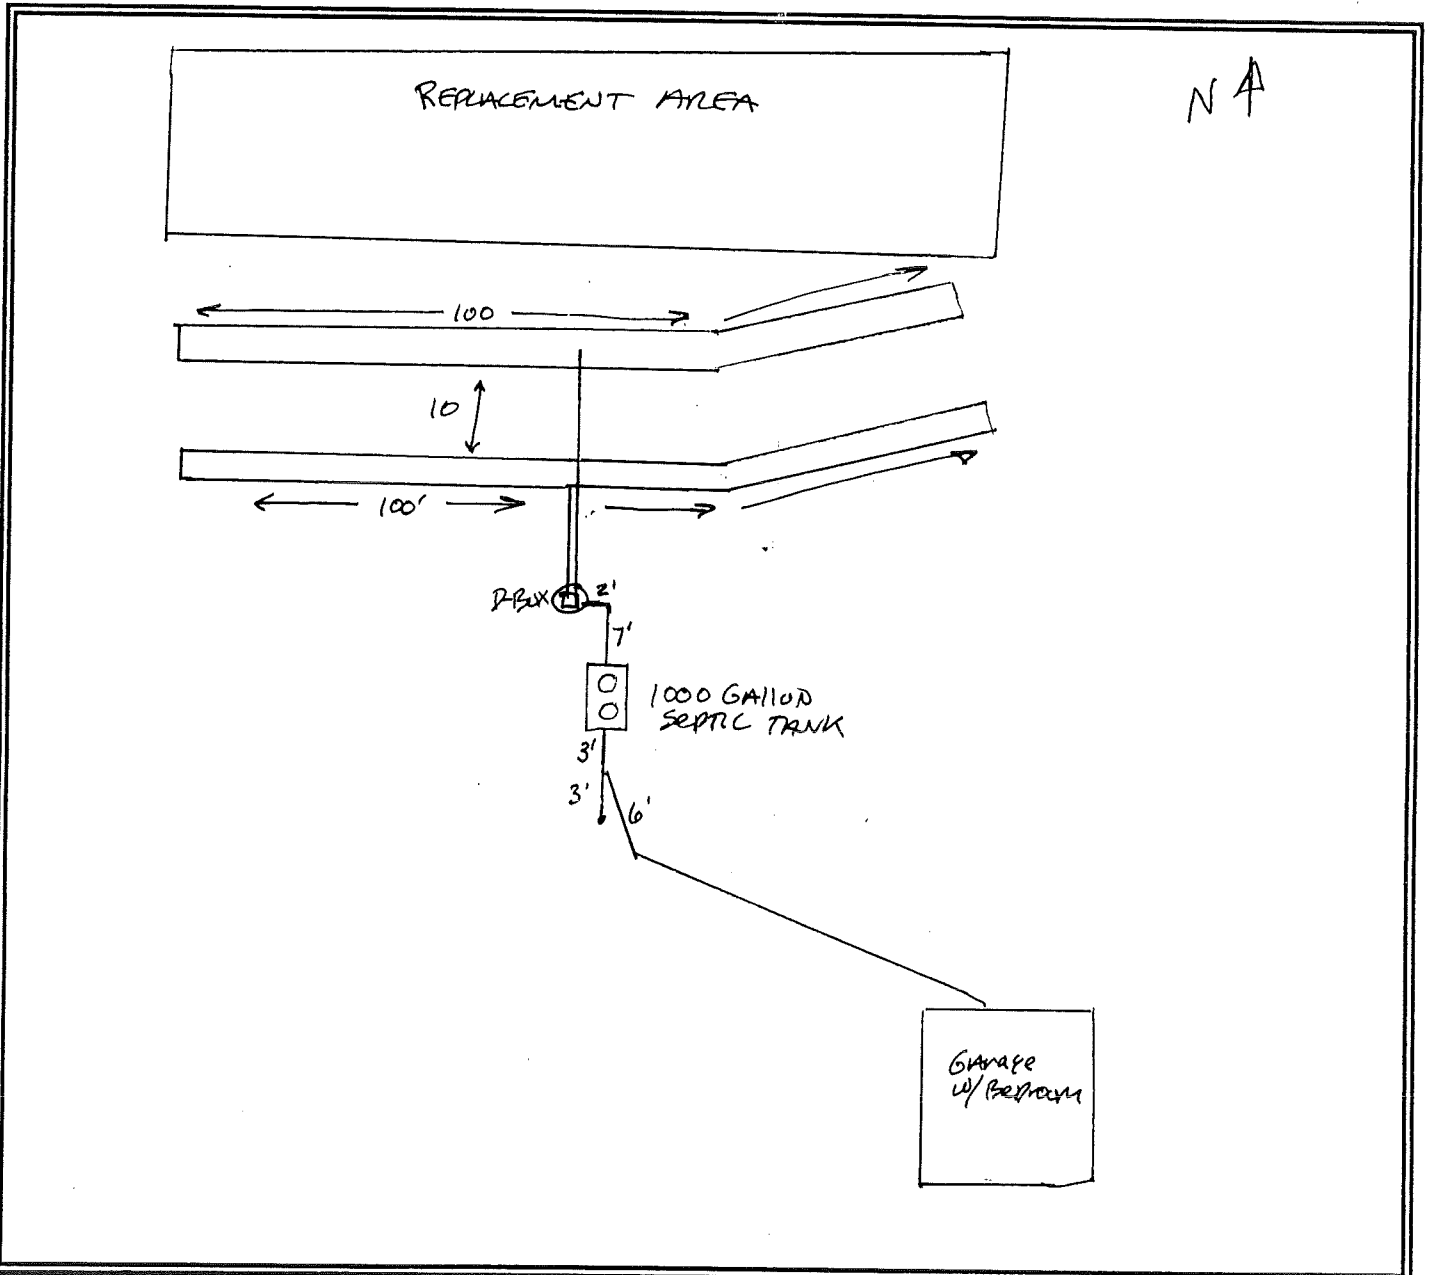 REPLACEMENT AREA
N
100
10
100'
D-Box
2'
7'
1000 GAllON
SEPTIC TANK
3'
3'
6'
GArage
w/Bedroom